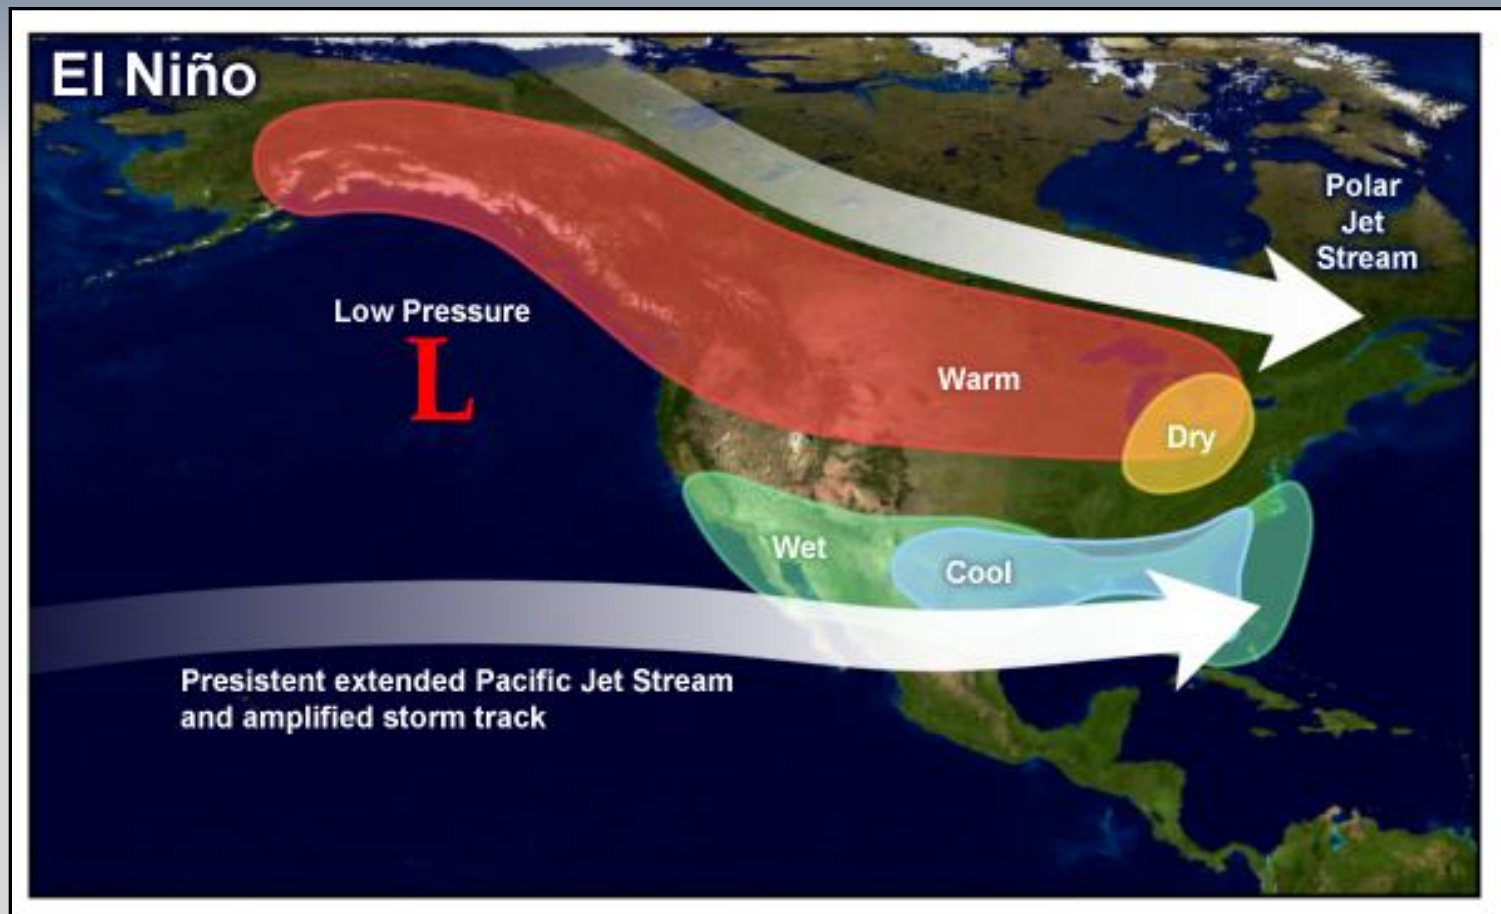 El Niño
Polar
Jet
Stream
Low Pressure
L
Warm
Dry
Wet
Cool
Presistent extended Pacific Jet Stream
and amplified storm track